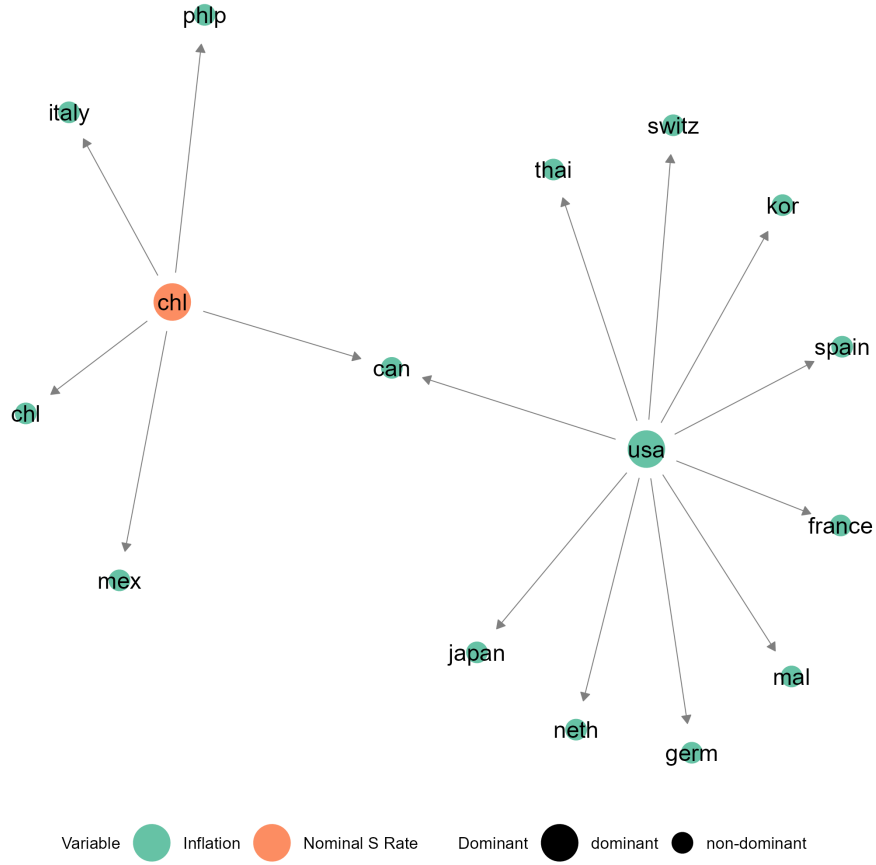 phlp
italy
switz
thai
kor
chl
spain
can
chl
usa
france
mex
japan
mal
neth
germ
Variable Inflation Nominal S Rate Dominant dominant non-dominant